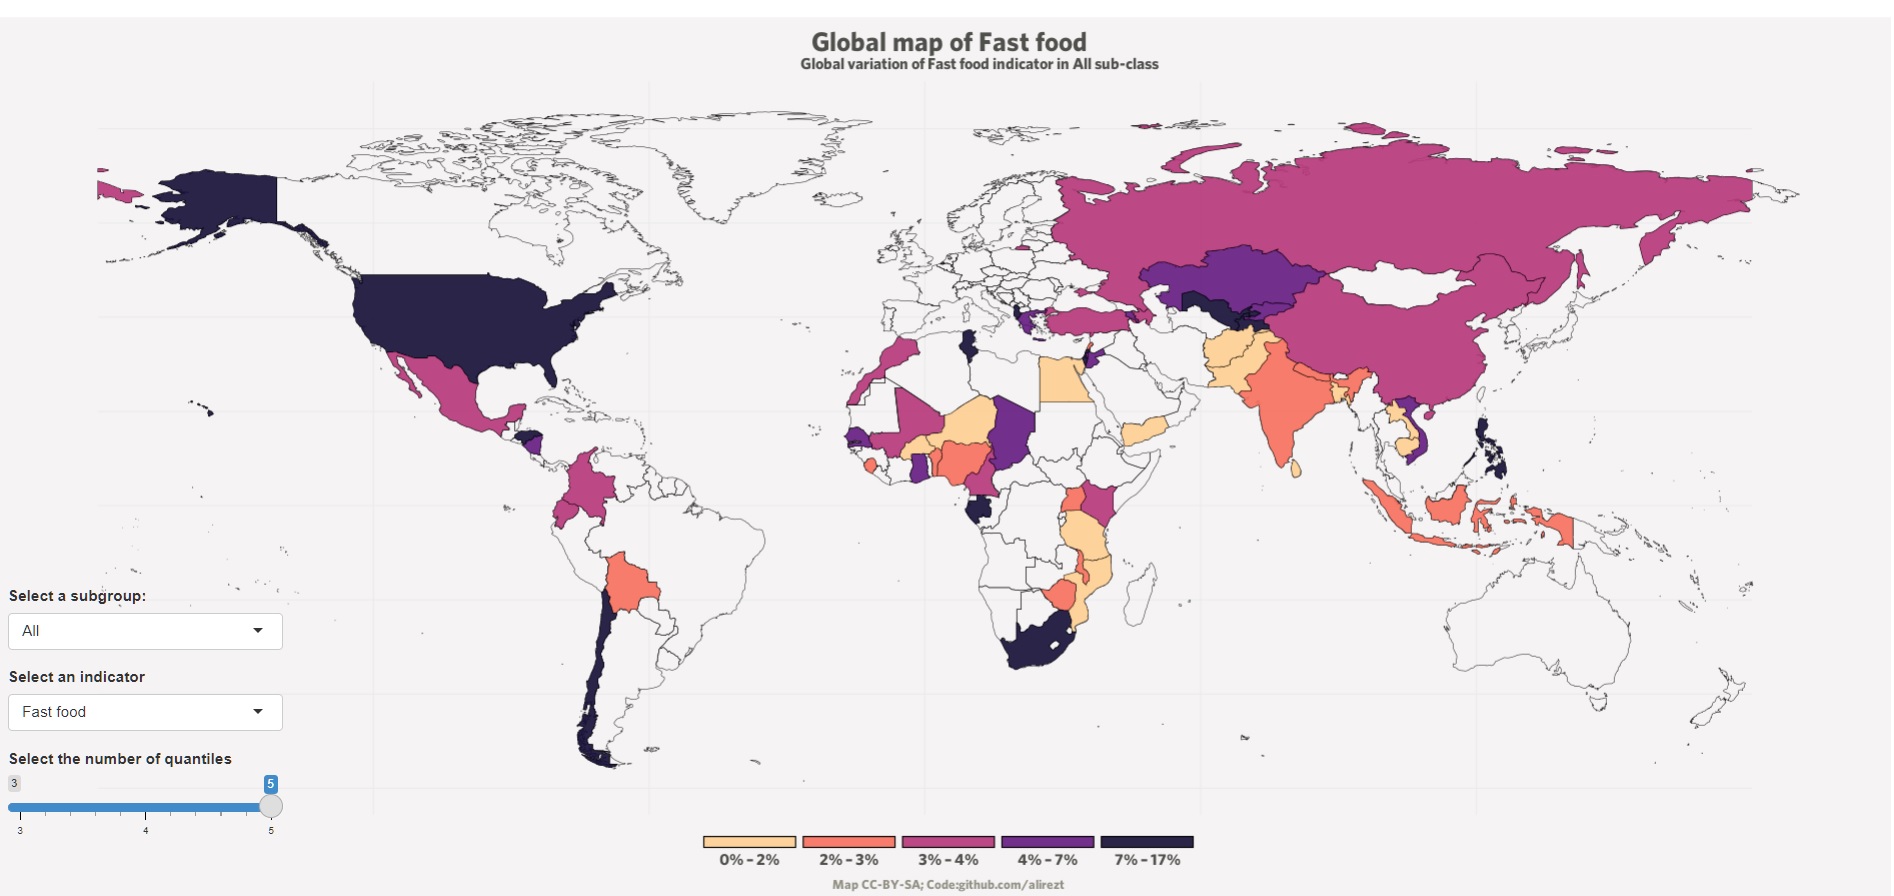 Global map of Fast food
Global variation of Fast food indicator in All sub-class
Select a subgroup:
All
Select an indicator
Fast food
Select the number of quantiles
3 5
3 4 5
0% - 2% 2% - 3% 3% - 4% 4% - 7% 7% - 17%
Map CC-BY-SA; Code:github.com/alirezt